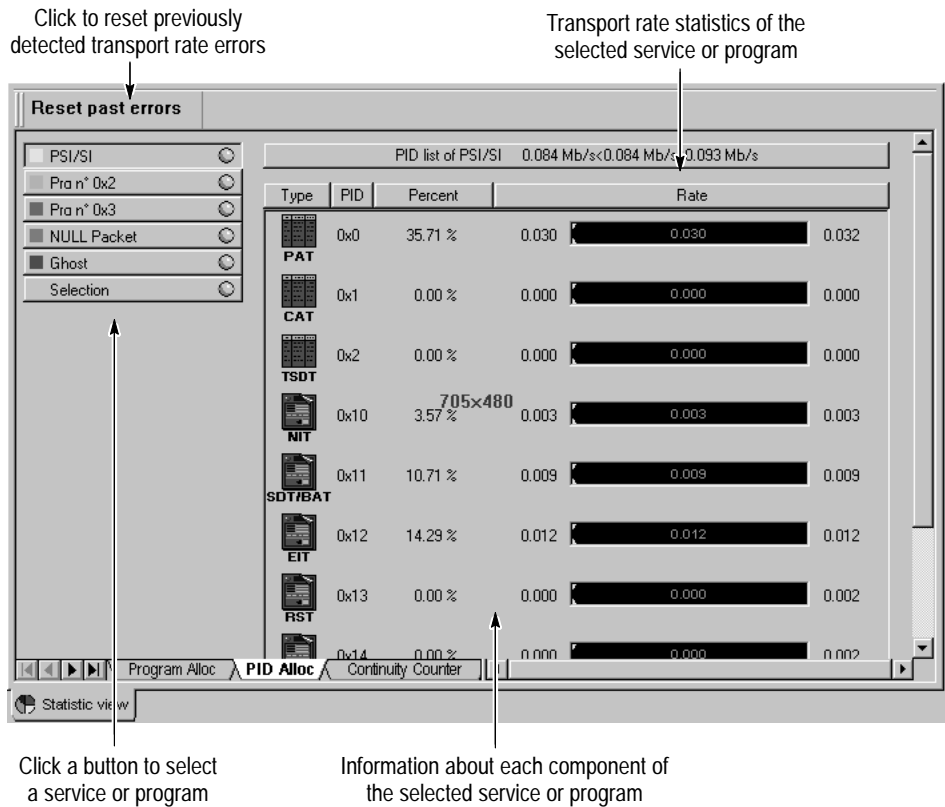 Click to reset previously
detected transport rate errors
Transport rate statistics of the
selected service or program
Reset past errors
PSI/SI
Pra n° 0x2
Pra n° 0x3
NULL Packet
Ghost
Selection
PID list of PSI/SI 0.084 Mb/s<0.084 Mb/s<0.093 Mb/s
Type PID Percent Rate
0x0 35.71 % 0.030 0.030 0.032
PAT
0x1 0.00 % 0.000 0.000 0.000
CAT
0x2 0.00 % 0.000 0.000 0.000
TSDT
705x480
0x10 3.57 % 0.003 0.003 0.003
NIT
0x11 10.71 % 0.009 0.009 0.009
SDT/BAT
0x12 14.29 % 0.012 0.012 0.012
EIT
0x13 0.00 % 0.000 0.000 0.002
RST
0x14 0.00 % 0.000 0.000 0.002
Program Alloc PID Alloc Continuity Counter
Statistic view
Click a button to select
a service or program
Information about each component of
the selected service or program